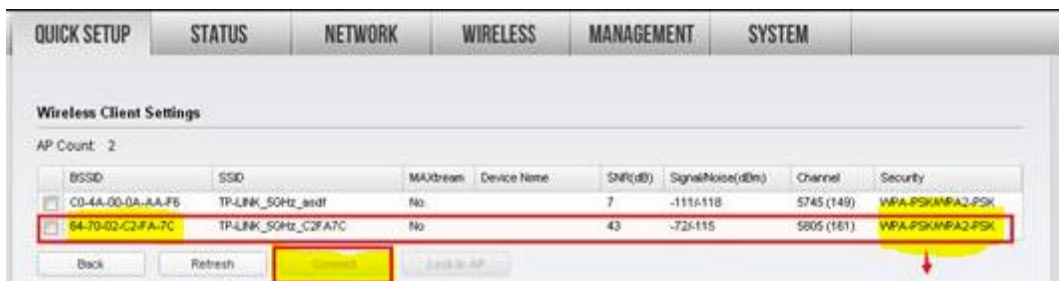 QUICK SETUP STATUS NETWORK WIRELESS MANAGEMENT SYSTEM
Wireless Client Settings
AP Count: 2
BSSID SSID MAXtream Device Name SNR(dB) Signal/Noise(dBm) Channel Security
C0-4A-00-0A-AA-F6 TP-LINK_5GHz_asdf No 7 -111/-118 5745 (149) WPA-PSK/WPA2-PSK
64-70-02-C2-FA-7C TP-LINK_5GHz_C2FA7C No 43 -72/-115 5805 (161) WPA-PSK/WPA2-PSK
Back Refresh Connect Lock to AP